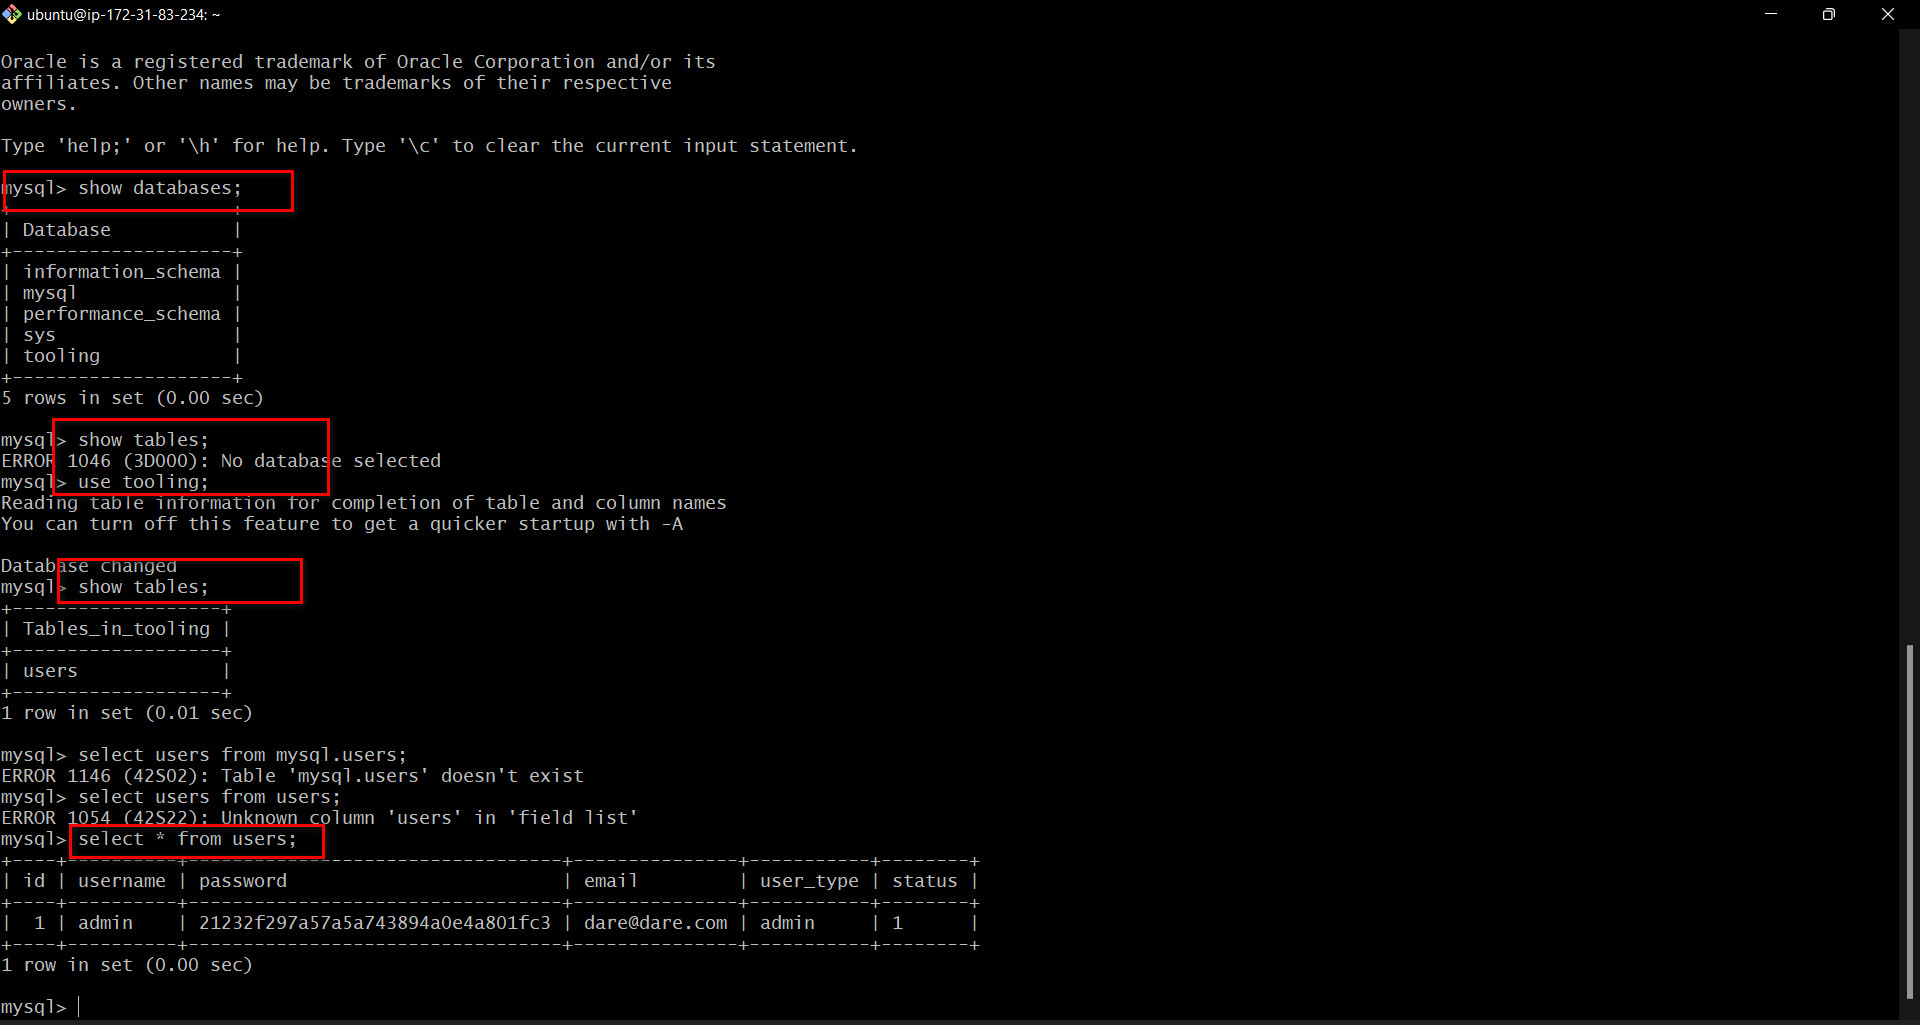 ubuntu@ip-172-31-83-234: ~
Oracle is a registered trademark of Oracle Corporation and/or its
affiliates. Other names may be trademarks of their respective
owners.
Type 'help;' or '\h' for help. Type '\c' to clear the current input statement.
mysql> show databases;
| Database           |
+--------------------+
| information_schema |
| mysql              |
| performance_schema |
| sys                |
| tooling            |
+--------------------+
5 rows in set (0.00 sec)
mysql> show tables;
ERROR 1046 (3D000): No database selected
mysql> use tooling;
Reading table information for completion of table and column names
You can turn off this feature to get a quicker startup with -A
Database changed
mysql> show tables;
+-------------------+
| Tables_in_tooling |
+-------------------+
| users             |
+-------------------+
1 row in set (0.01 sec)
mysql> select users from mysql.users;
ERROR 1146 (42S02): Table 'mysql.users' doesn't exist
mysql> select users from users;
ERROR 1054 (42S22): Unknown column 'users' in 'field list'
mysql> select * from users;
+----+----------+----------------------------------+---------------+-----------+--------+
| id | username | password                         | email         | user_type | status |
+----+----------+----------------------------------+---------------+-----------+--------+
|  1 | admin    | 21232f297a57a5a743894a0e4a801fc3 | dare@dare.com | admin     | 1      |
+----+----------+----------------------------------+---------------+-----------+--------+
1 row in set (0.00 sec)
mysql>